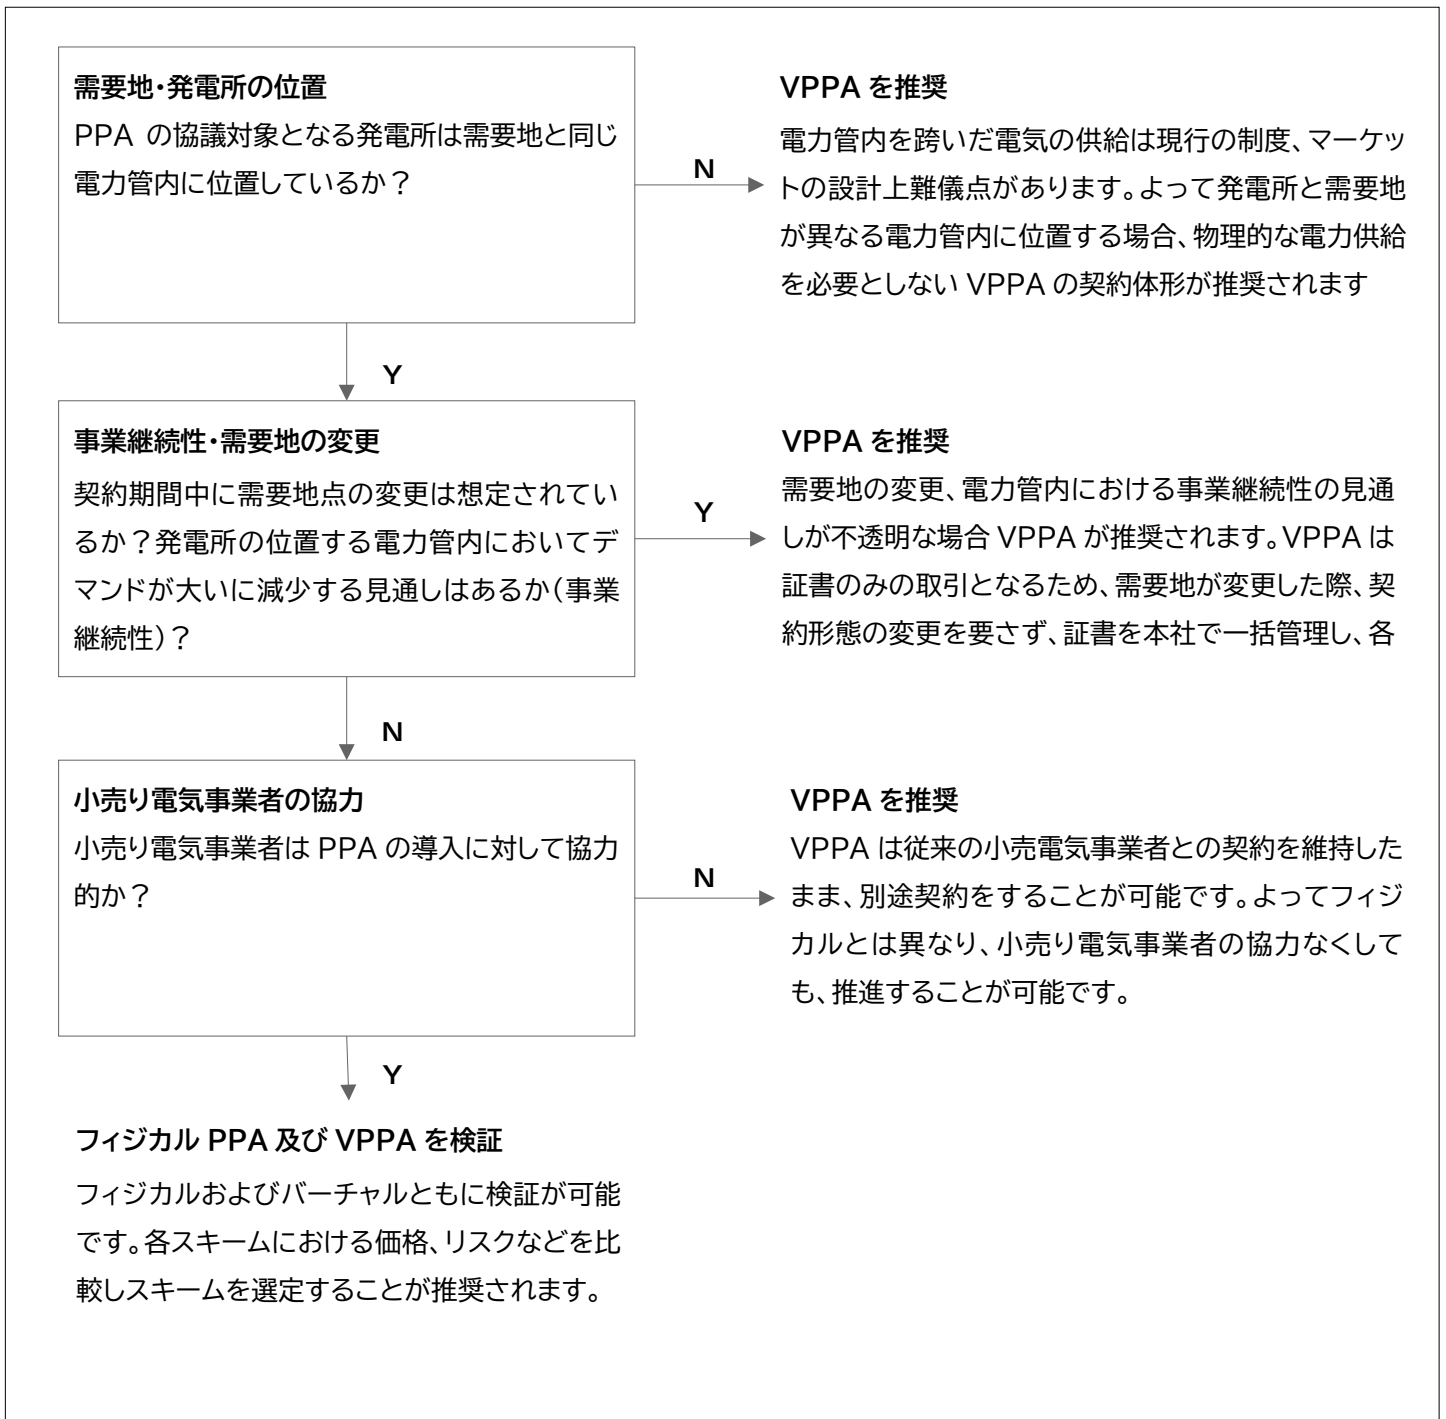 需要地・発電所の位置
PPA の協議対象となる発電所は需要地と同じ
電力管内に位置しているか？
N
VPPA を推奨
電力管内を跨いだ電気の供給は現行の制度、マーケッ
トの設計上難儀点があります。よって発電所と需要地
が異なる電力管内に位置する場合、物理的な電力供給
を必要としない VPPA の契約体形が推奨されます
Y
事業継続性・需要地の変更
契約期間中に需要地点の変更は想定されてい
るか？発電所の位置する電力管内においてデ
マンドが大いに減少する見通しはあるか（事業
継続性）？
Y
VPPA を推奨
需要地の変更、電力管内における事業継続性の見通
しが不透明な場合 VPPA が推奨されます。VPPA は
証書のみの取引となるため、需要地が変更した際、契
約形態の変更を要さず、証書を本社で一括管理し、各
N
小売り電気事業者の協力
小売り電気事業者は PPA の導入に対して協力
的か？
N
VPPA を推奨
VPPA は従来の小売電気事業者との契約を維持した
まま、別途契約をすることが可能です。よってフィジ
カルとは異なり、小売り電気事業者の協力なくして
も、推進することが可能です。
Y
フィジカル PPA 及び VPPA を検証
フィジカルおよびバーチャルともに検証が可能
です。各スキームにおける価格、リスクなどを比
較しスキームを選定することが推奨されます。